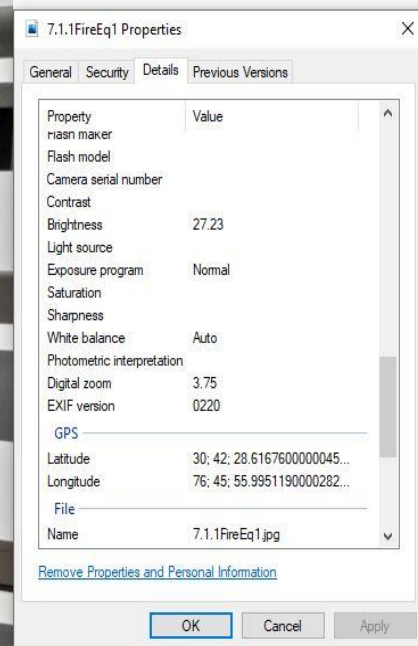 7.1.1FireEq1 Properties
General Security Details Previous Versions
Property Value
Flash maker
Flash model
Camera serial number
Contrast
Brightness 27.23
Light source
Exposure program Normal
Saturation
Sharpness
White balance Auto
Photometric interpretation
Digital zoom 3.75
EXIF version 0220
GPS
Latitude 30; 42; 28.6167600000045...
Longitude 76; 45; 55.9951190000282...
File
Name 7.1.1FireEq1.jpg
Remove Properties and Personal Information
OK Cancel Apply